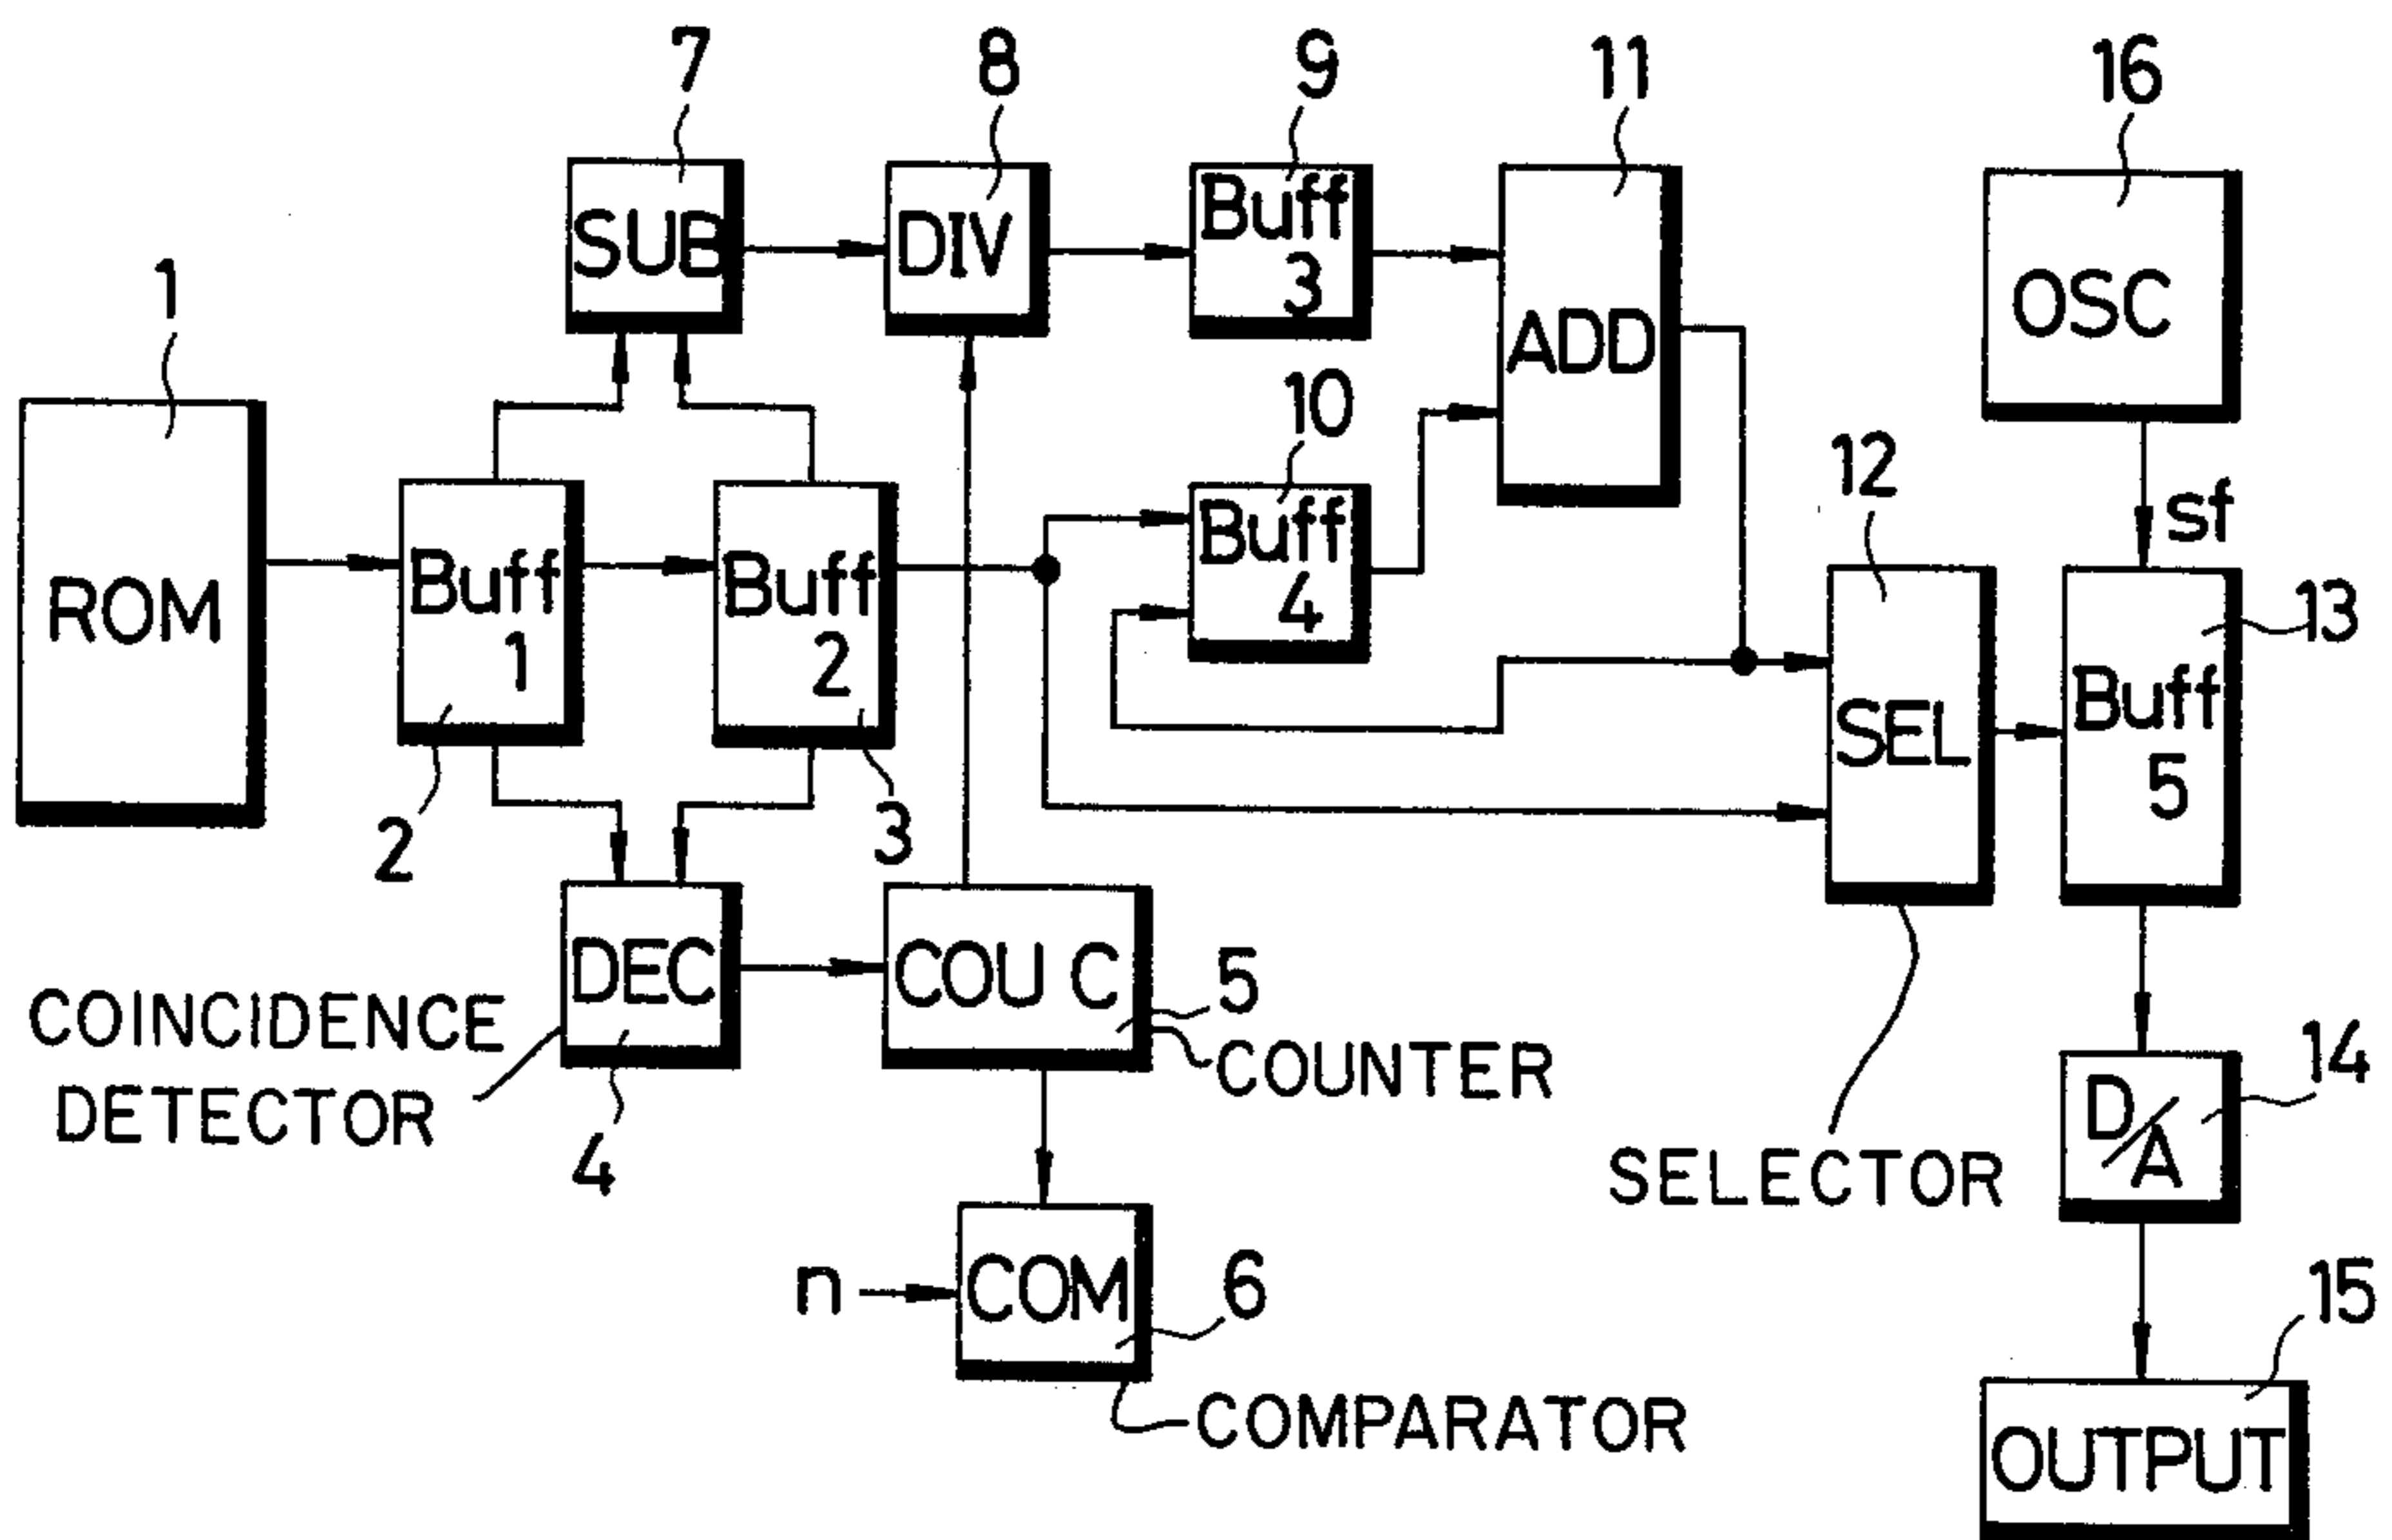 7
8
9
11
16
1
SUB
DIV
Buff
3
ADD
OSC
10
12
sf
ROM
Buff
1
Buff
2
Buff
4
SEL
13
Buff
5
2
3
DEC
COU C
5
COINCIDENCE
DETECTOR
COUNTER
4
14
D/A
SELECTOR
n
COM
6
15
COMPARATOR
OUTPUT